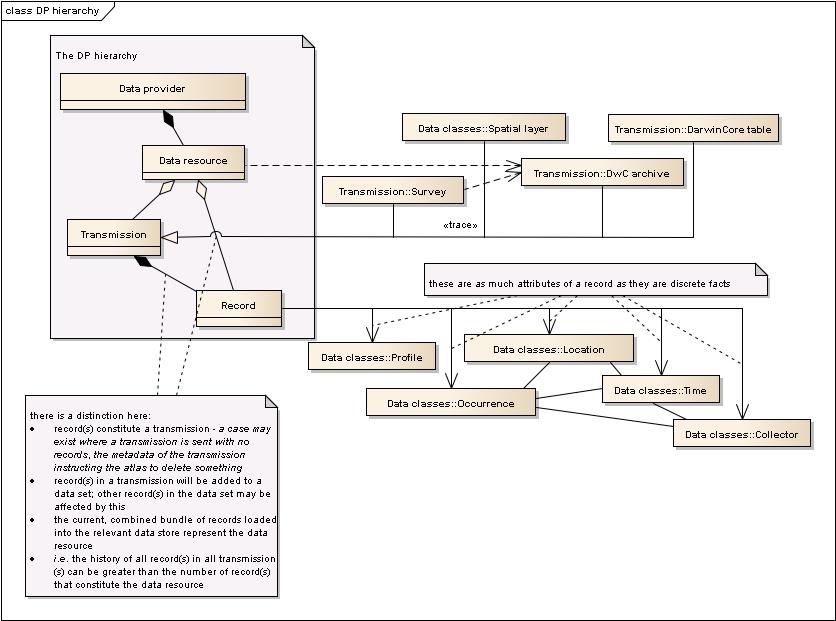 class DP hierarchy
The DP hierarchy
Data provider
Data resource
Transmission
Record
Data classes::Spatial layer
Transmission::DarwinCore table
Transmission::Survey
Transmission::DwC archive
«trace»
these are as much attributes of a record as they are discrete facts
Data classes::Profile
Data classes::Location
Data classes::Occurrence
Data classes::Time
Data classes::Collector
there is a distinction here:
• record(s) constitute a transmission - a case may
exist where a transmission is sent with no
records, the metadata of the transmission
instructing the atlas to delete something
• record(s) in a transmission will be added to a
data set; other record(s) in the data set may be
affected by this
• the current, combined bundle of records loaded
into the relevant data store represent the data
resource
• i.e. the history of all record(s) in all transmission
(s) can be greater than the number of record(s)
that constitute the data resource